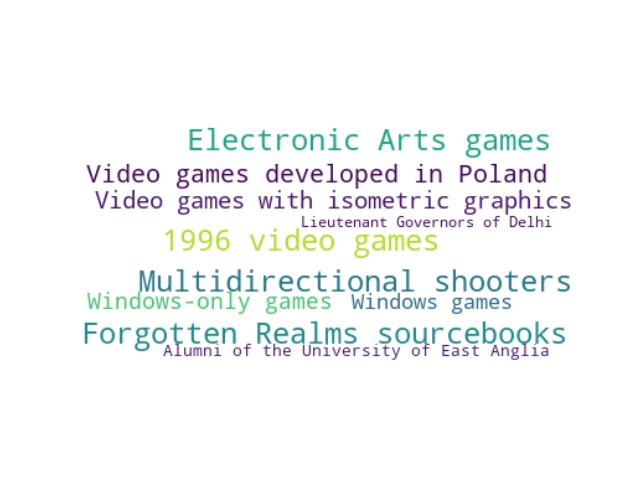 Electronic Arts games
Video games developed in Poland
Video games with isometric graphics
Lieutenant Governors of Delhi
1996 video games
Multidirectional shooters
Windows-only games
Windows games
Forgotten Realms sourcebooks
Alumni of the University of East Anglia